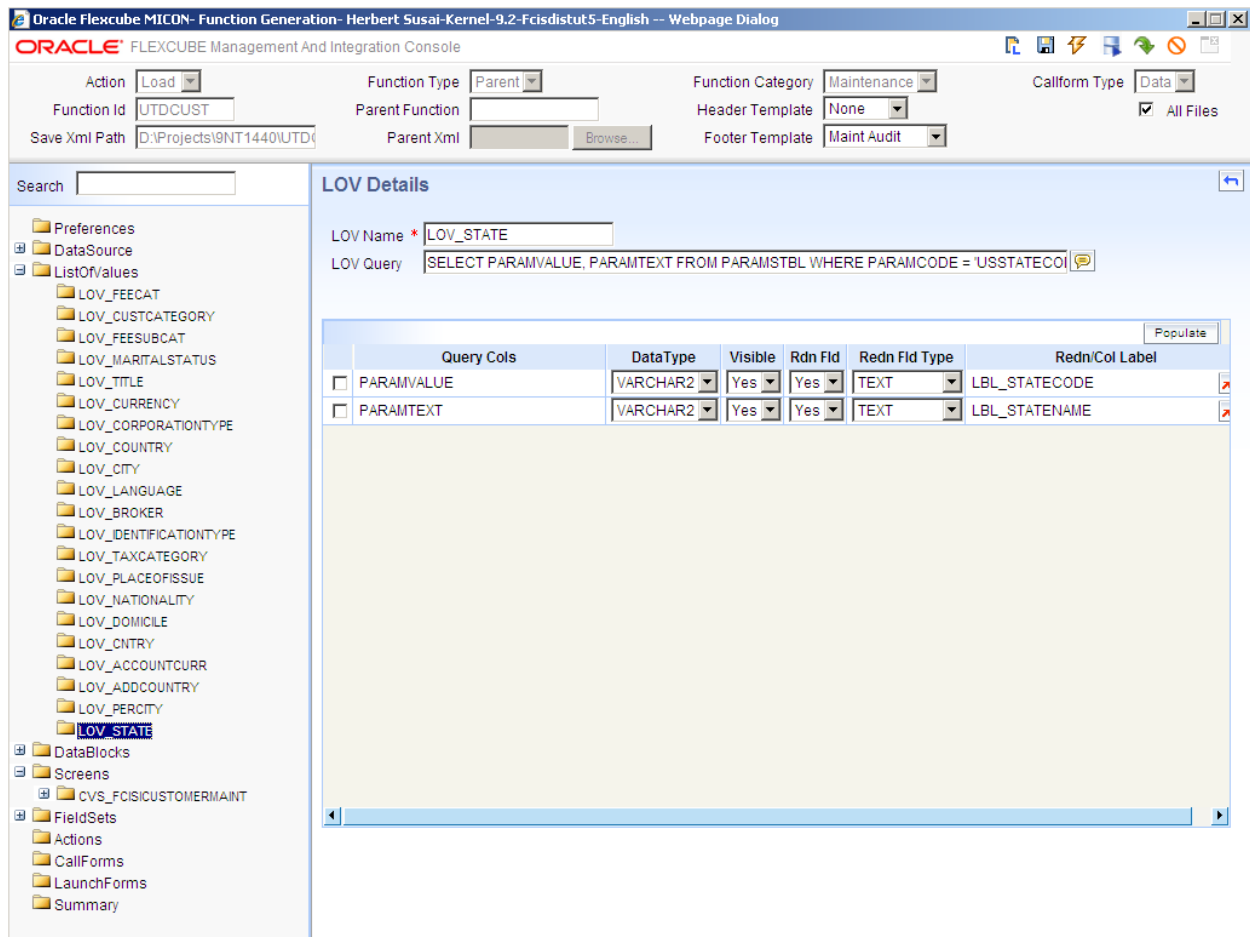 Oracle Flexcube MICON- Function Generation- Herbert Susai-Kernel-9.2-Fcisdistut5-English -- Webpage Dialog
ORACLE FLEXCUBE Management And Integration Console
Action Load Function Type Parent Function Category Maintenance Callform Type Data
Function Id UTDCUST Parent Function Header Template None All Files
Save Xml Path D:\Projects\9NT1440\UTD Parent Xml Browse... Footer Template Maint Audit
Search
Preferences
DataSource
ListOfValues
LOV_FEECAT
LOV_CUSTCATEGORY
LOV_FEESUBCAT
LOV_MARITALSTATUS
LOV_TITLE
LOV_CURRENCY
LOV_CORPORATIONTYPE
LOV_COUNTRY
LOV_CITY
LOV_LANGUAGE
LOV_BROKER
LOV_IDENTIFICATIONTYPE
LOV_TAXCATEGORY
LOV_PLACEOFISSUE
LOV_NATIONALITY
LOV_DOMICILE
LOV_CNTRY
LOV_ACCOUNTCURR
LOV_ADDCOUNTRY
LOV_PERCITY
LOV_STATE
DataBlocks
Screens
CVS_FCISICUSTOMERMAINT
FieldSets
Actions
CallForms
LaunchForms
Summary
LOV Details
LOV Name * LOV_STATE
LOV Query SELECT PARAMVALUE, PARAMTEXT FROM PARAMSTBL WHERE PARAMCODE = 'USSTATECO
Populate
Query Cols DataType Visible Rdn Fld Redn Fld Type Redn/Col Label
PARAMVALUE VARCHAR2 Yes Yes TEXT LBL_STATECODE
PARAMTEXT VARCHAR2 Yes Yes TEXT LBL_STATENAME